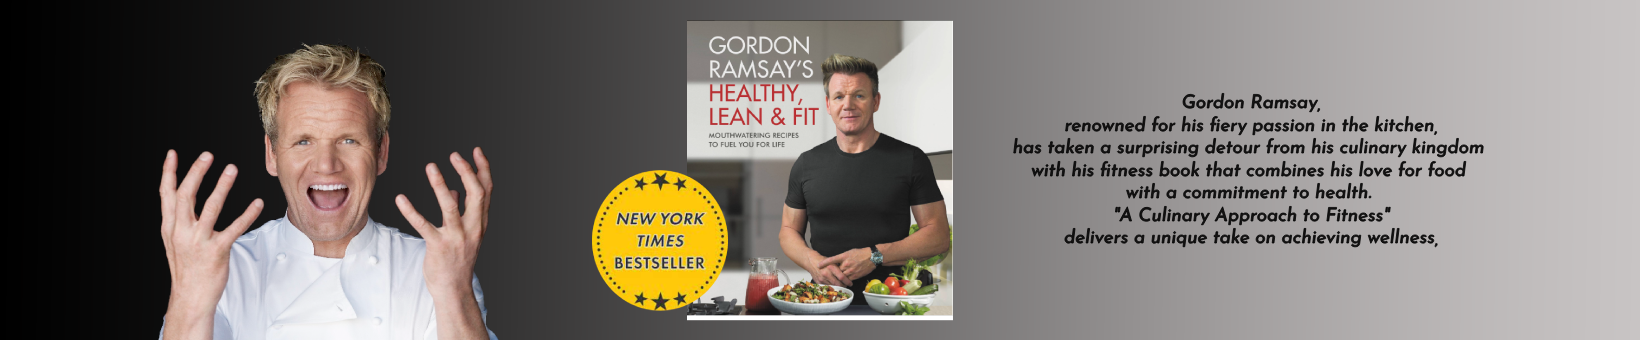 GORDON
RAMSAY'S
HEALTHY,
LEAN & FIT
MOUTHWATERING RECIPES
TO FUEL YOU FOR LIFE
NEW YORK
TIMES
BESTSELLER
Gordon Ramsay,
renowned for his fiery passion in the kitchen,
has taken a surprising detour from his culinary kingdom
with his fitness book that combines his love for food
with a commitment to health.
"A Culinary Approach to Fitness"
delivers a unique take on achieving wellness,